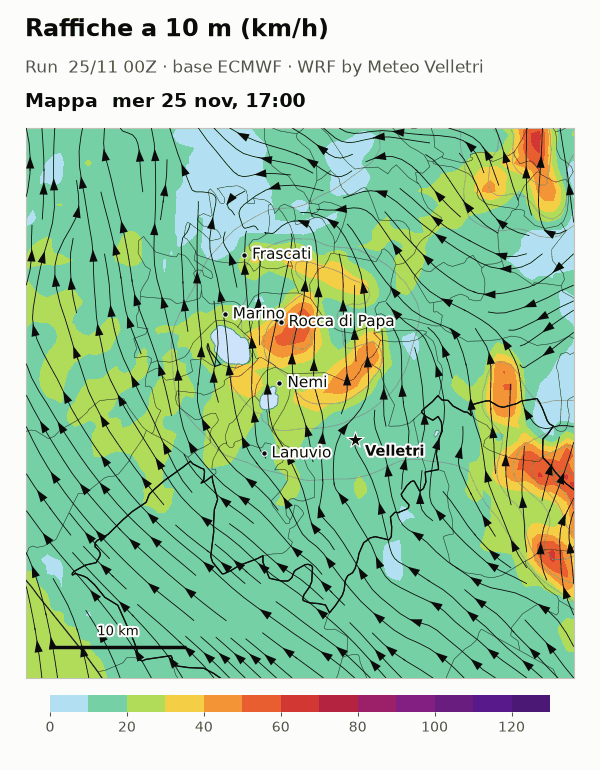 Raffiche a 10 m (km/h)
Run  25/11 00Z · base ECMWF · WRF by Meteo Velletri
Mappa  mer 25 nov, 17:00
Frascati
Marino
Rocca di Papa
Nemi
Velletri
Lanuvio
10 km
0 20 40 60 80 100 120